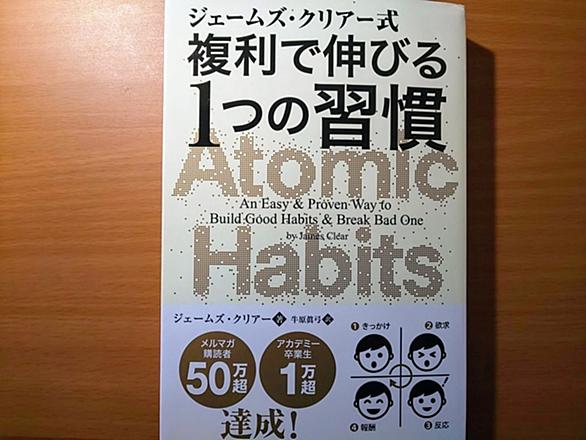 ジェームズ・クリアー式
複利で伸びる
1つの習慣
Atomic
An Easy & Proven Way to
Build Good Habits & Break Bad One
by James Clear
Habits
ジェームズ・クリアー 著 牛原眞弓 訳
メルマガ
購読者
50万超
アカデミー
卒業生
1万超
達成!
1 きっかけ
2 欲求
4 報酬
3 反応